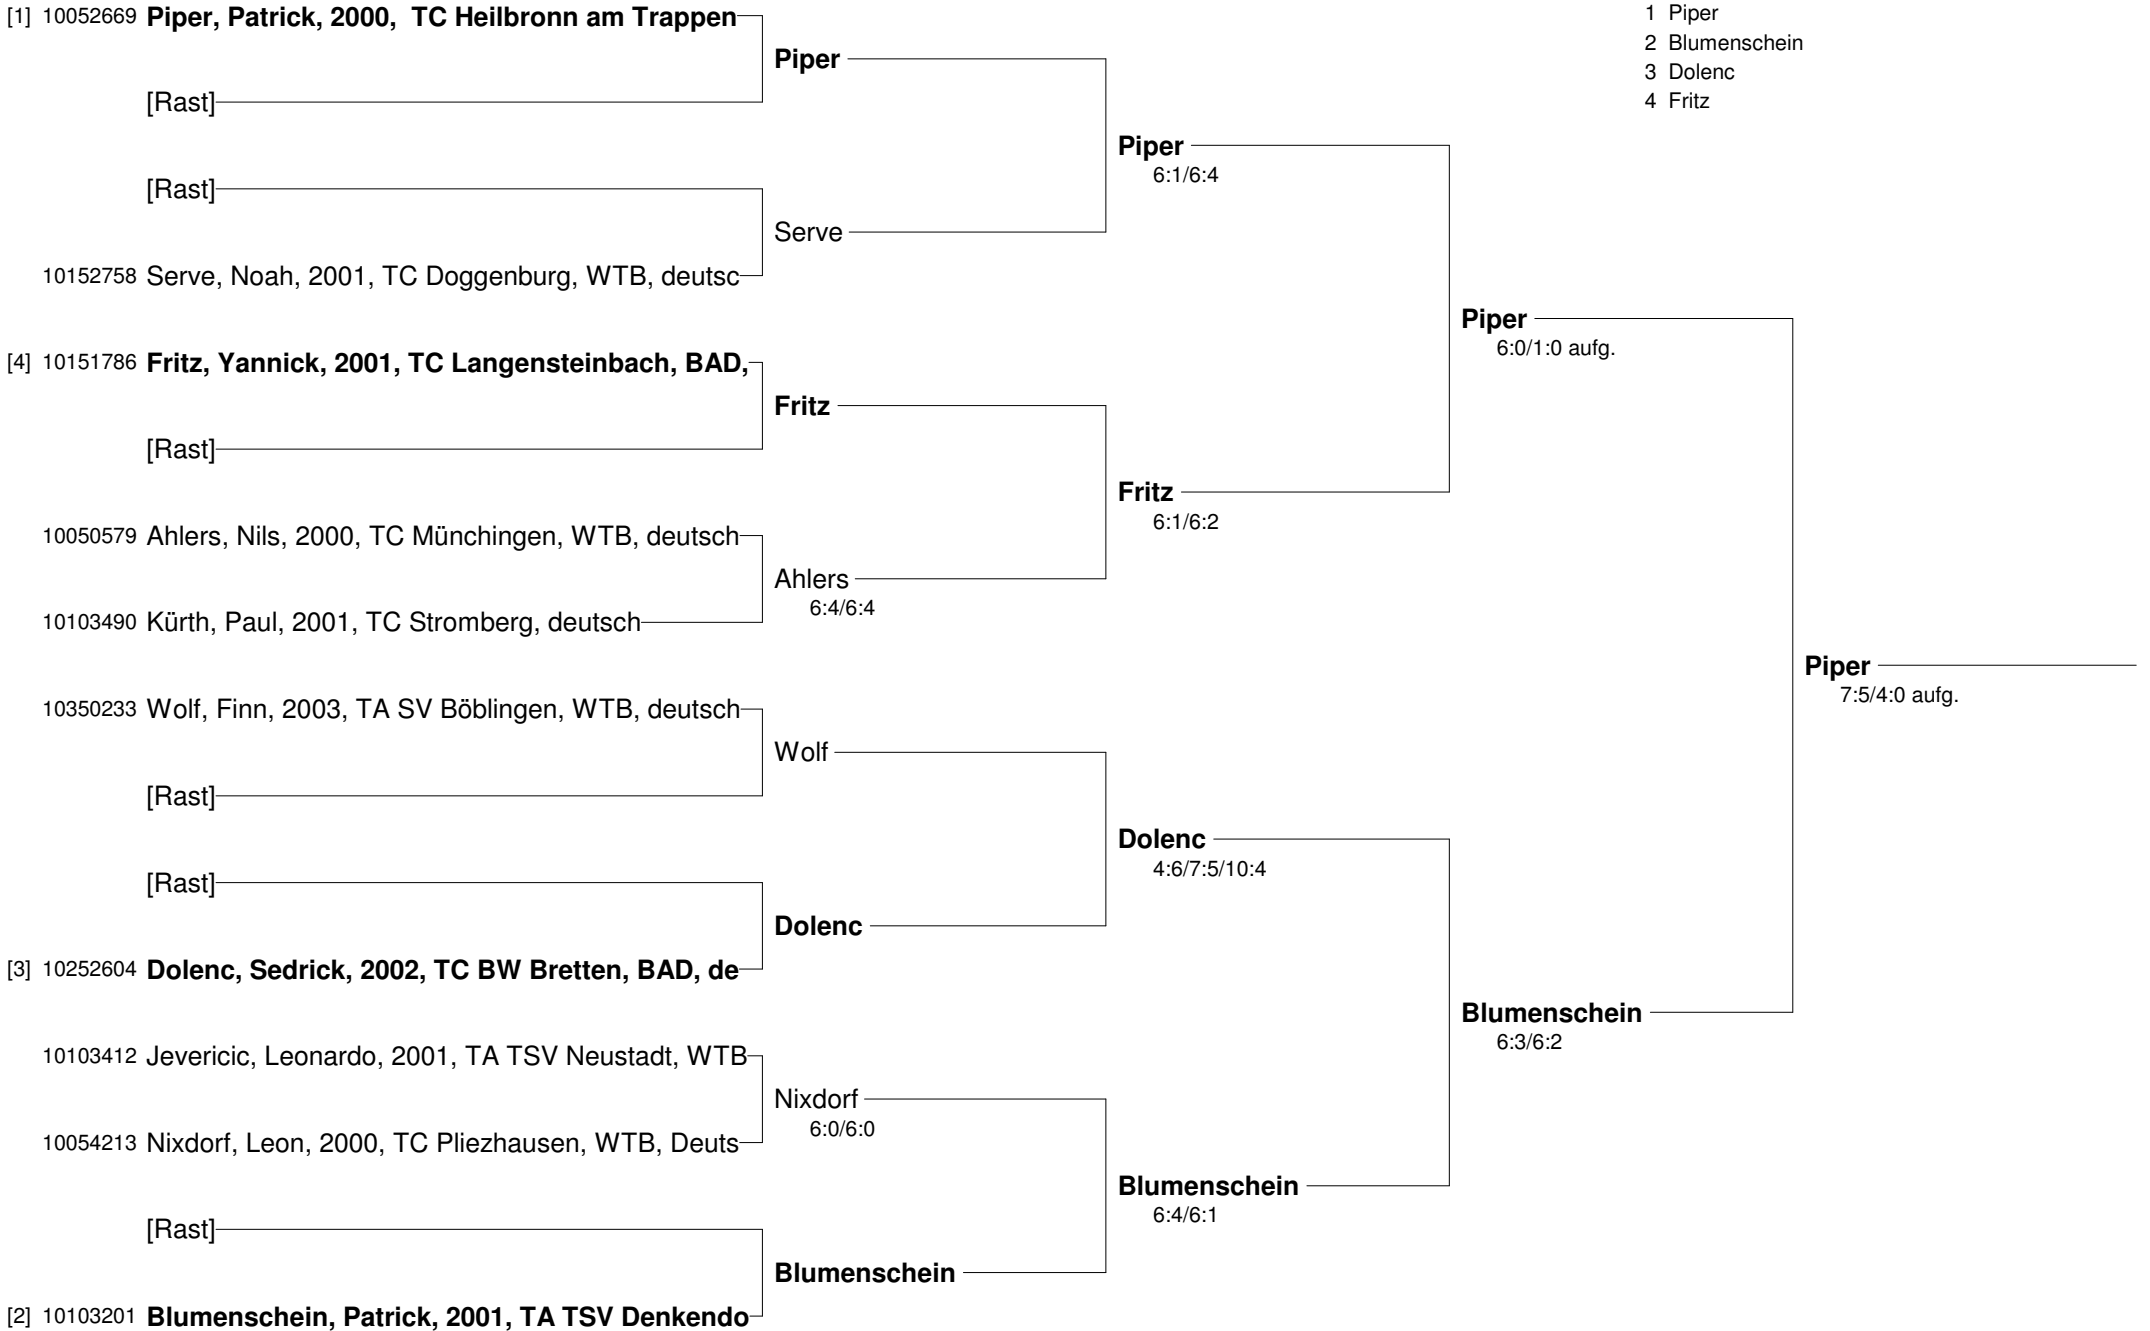 [1] 10052669 Piper, Patrick, 2000, TC Heilbronn am Trappen
1 Piper
2 Blumenschein
3 Dolenc
4 Fritz
Piper
[Rast]
Piper
6:1/6:4
[Rast]
Serve
10152758 Serve, Noah, 2001, TC Doggenburg, WTB, deutsc
Piper
6:0/1:0 aufg.
[4] 10151786 Fritz, Yannick, 2001, TC Langensteinbach, BAD,
Fritz
[Rast]
Fritz
6:1/6:2
10050579 Ahlers, Nils, 2000, TC Münchingen, WTB, deutsch
Ahlers
6:4/6:4
10103490 Kürth, Paul, 2001, TC Stromberg, deutsch
Piper
7:5/4:0 aufg.
10350233 Wolf, Finn, 2003, TA SV Böblingen, WTB, deutsch
Wolf
[Rast]
Dolenc
4:6/7:5/10:4
[Rast]
Dolenc
[3] 10252604 Dolenc, Sedrick, 2002, TC BW Bretten, BAD, de
Blumenschein
6:3/6:2
10103412 Jevericic, Leonardo, 2001, TA TSV Neustadt, WTB
Nixdorf
6:0/6:0
10054213 Nixdorf, Leon, 2000, TC Pliezhausen, WTB, Deuts
Blumenschein
6:4/6:1
[Rast]
Blumenschein
[2] 10103201 Blumenschein, Patrick, 2001, TA TSV Denkendo